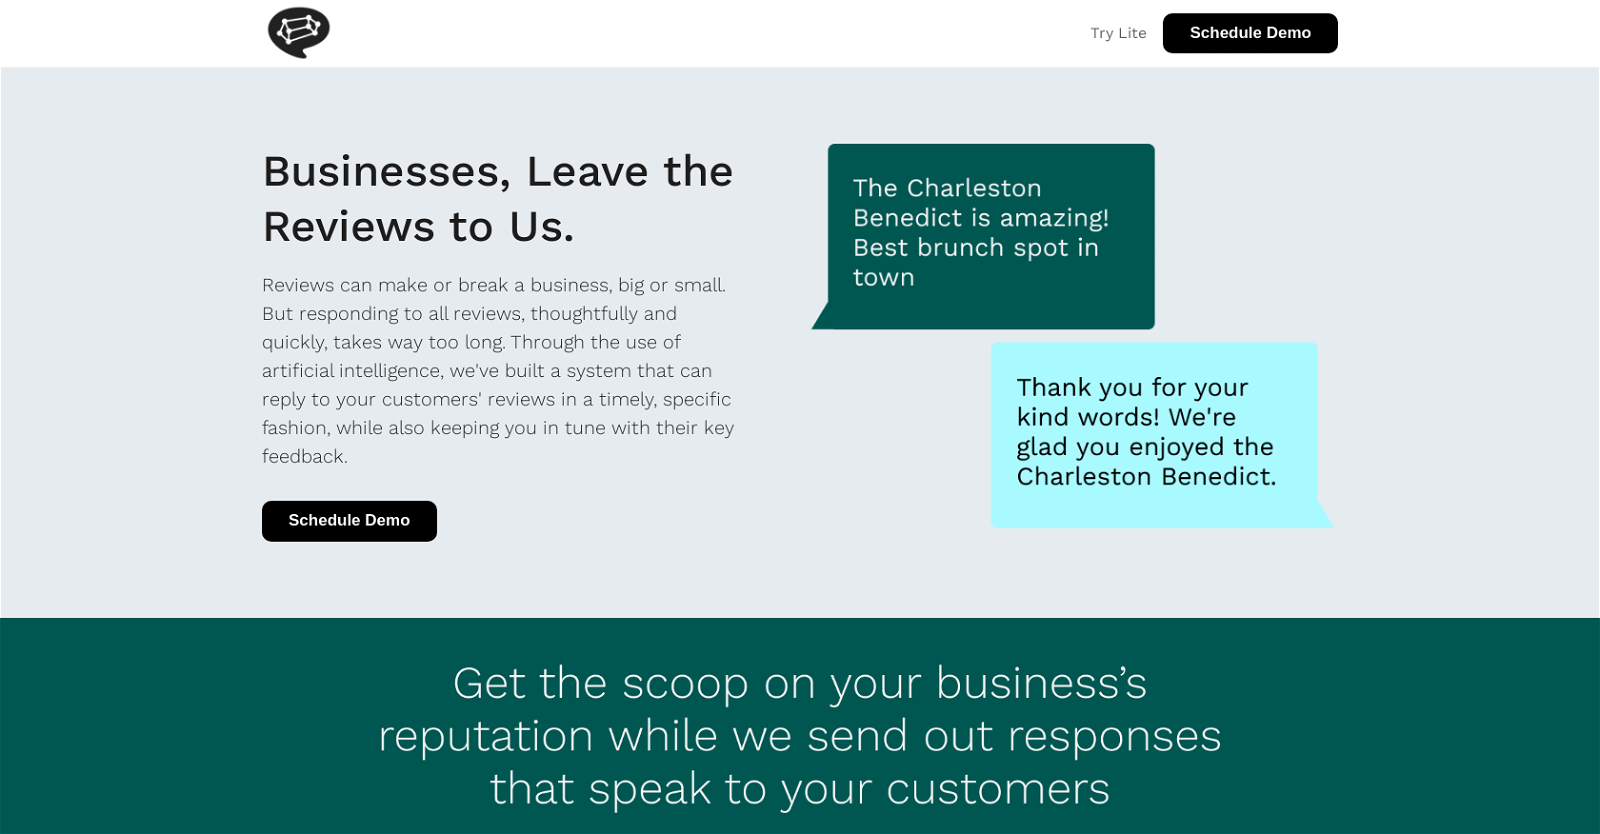 Try Lite
Schedule Demo
Businesses, Leave the
Reviews to Us.
Reviews can make or break a business, big or small.
But responding to all reviews, thoughtfully and
quickly, takes way too long. Through the use of
artificial intelligence, we've built a system that can
reply to your customers' reviews in a timely, specific
fashion, while also keeping you in tune with their key
feedback.
Schedule Demo
The Charleston
Benedict is amazing!
Best brunch spot in
town
Thank you for your
kind words! We're
glad you enjoyed the
Charleston Benedict.
Get the scoop on your business’s
reputation while we send out responses
that speak to your customers